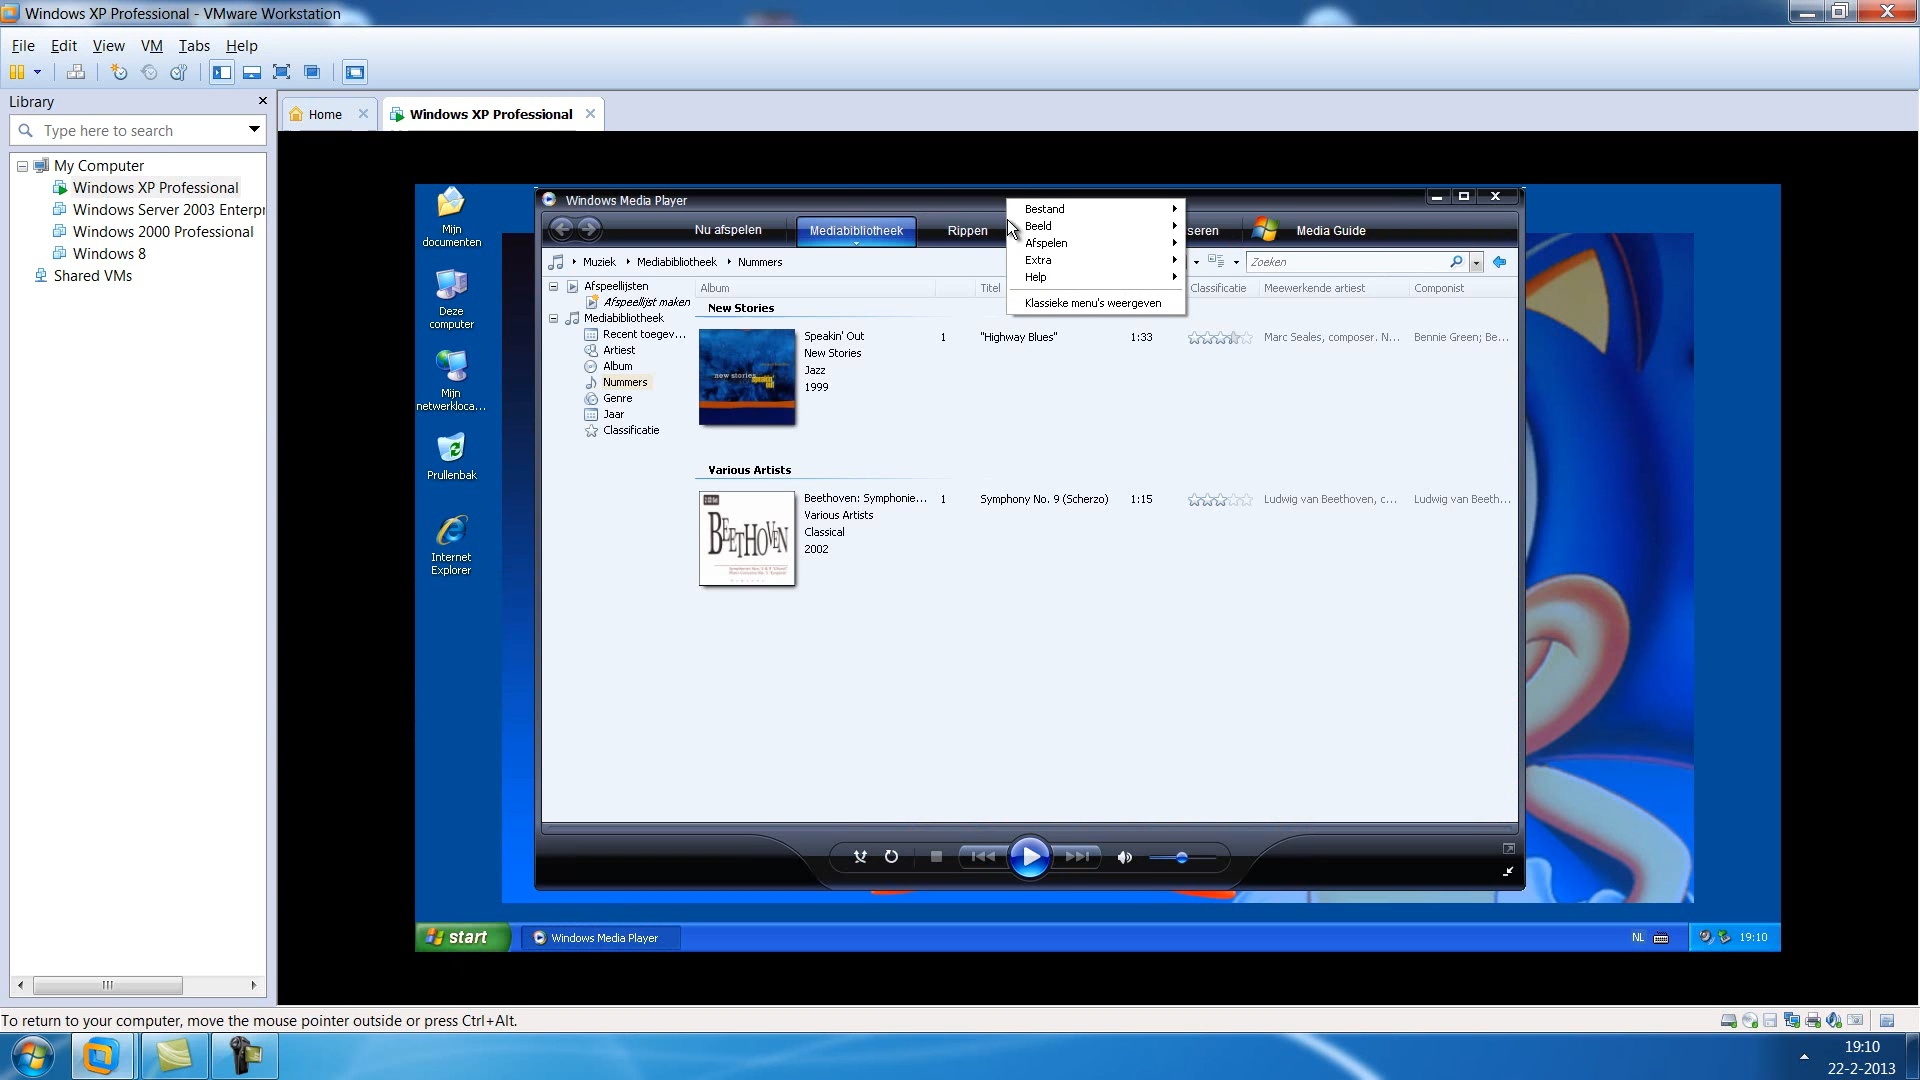 Windows XP Professional - VMware Workstation
File Edit View VM Tabs Help
Library
Type here to search
My Computer
Windows XP Professional
Windows Server 2003 Enterpr
Windows 2000 Professional
Windows 8
Shared VMs
Home
Windows XP Professional
Mijn documenten
Deze computer
Mijn netwerkloca...
Prullenbak
Internet Explorer
Windows Media Player
Nu afspelen Mediabibliotheek Rippen seren Media Guide
Bestand
Beeld
Afspelen
Extra
Help
Klassieke menu's weergeven
Muziek Mediabibliotheek Nummers Zoeken
Afspeellijsten
Afspeellijst maken
Mediabibliotheek
Recent toegev...
Artiest
Album
Nummers
Genre
Jaar
Classificatie
Album Titel Classificatie Meewerkende artiest Componist
New Stories
new stories
Speakin' Out 1 "Highway Blues" 1:33 Marc Seales, composer. N... Bennie Green; Be...
New Stories
Jazz
1999
Various Artists
BEETHOVEN
Beethoven: Symphonie... 1 Symphony No. 9 (Scherzo) 1:15 Ludwig van Beethoven, c... Ludwig van Beeth...
Various Artists
Classical
2002
start Windows Media Player NL 19:10
To return to your computer, move the mouse pointer outside or press Ctrl+Alt.
19:10
22-2-2013